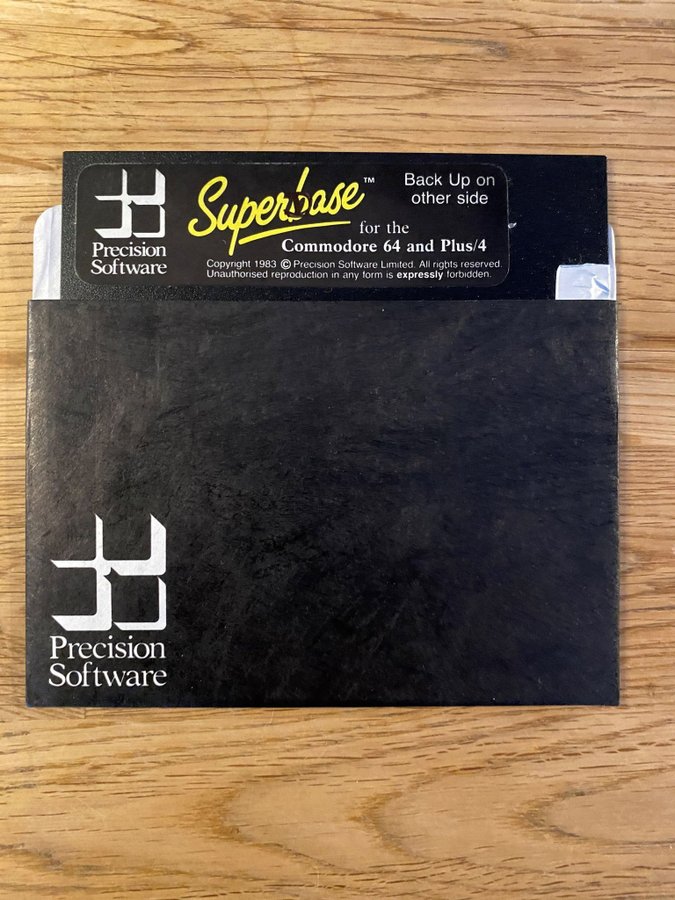 Precision
Software
Superbase™
for the
Commodore 64 and Plus/4
Back Up on
other side
Copyright 1983 © Precision Software Limited. All rights reserved.
Unauthorised reproduction in any form is expressly forbidden.
Precision
Software